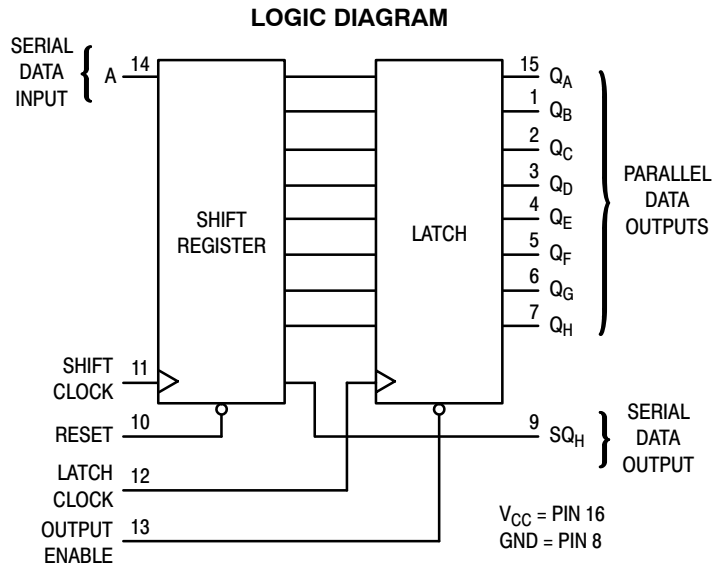 LOGIC DIAGRAM
SERIAL
DATA
INPUT
A
14
SHIFT
REGISTER
LATCH
15 QA
1 QB
2 QC
3 QD
4 QE
5 QF
6 QG
7 QH
PARALLEL
DATA
OUTPUTS
SHIFT
CLOCK
11
RESET
10
LATCH
CLOCK
12
OUTPUT
ENABLE
13
9 SQH
SERIAL
DATA
OUTPUT
VCC = PIN 16
GND = PIN 8